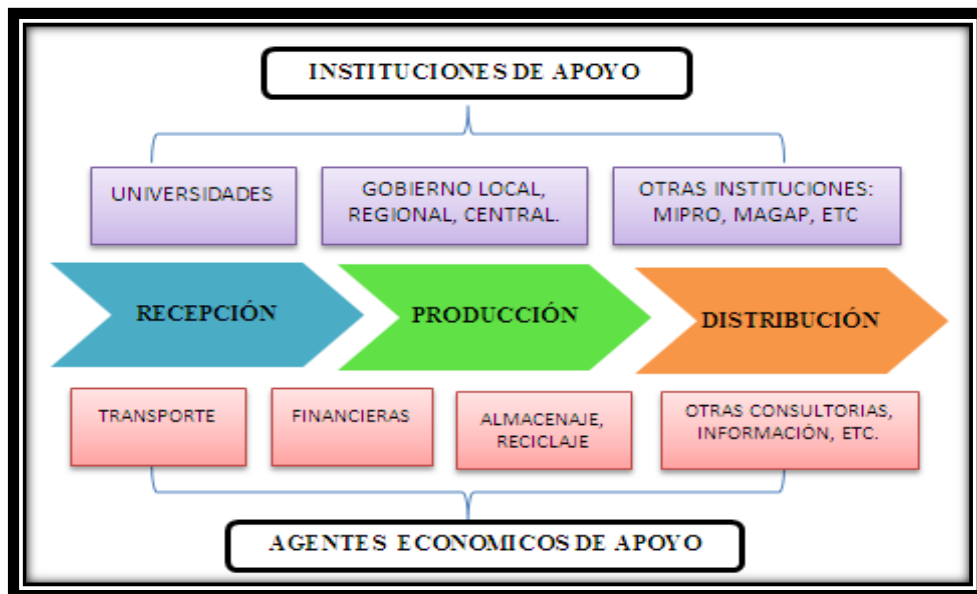 INSTITUCIONES DE APOYO
UNIVERSIDADES
GOBIERNO LOCAL,
REGIONAL, CENTRAL.
OTRAS INSTITUCIONES:
MIPRO, MAGAP, ETC
RECEPCIÓN
PRODUCCIÓN
DISTRIBUCIÓN
TRANSPORTE
FINANCIERAS
ALMACENAJE,
RECICLAJE
OTRAS CONSULTORIAS,
INFORMACIÓN, ETC.
AGENTES ECONOMICOS DE APOYO